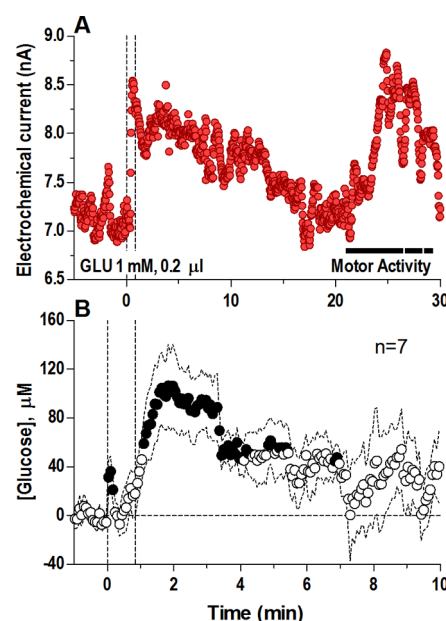 A
Electrochemical current (nA)
9.0
8.5
8.0
7.5
7.0
6.5
GLU 1 mM, 0.2 μl
Motor Activity
0
10
20
30
B
[Glucose], μM
160
120
80
40
0
-40
n=7
0
2
4
6
8
10
Time (min)